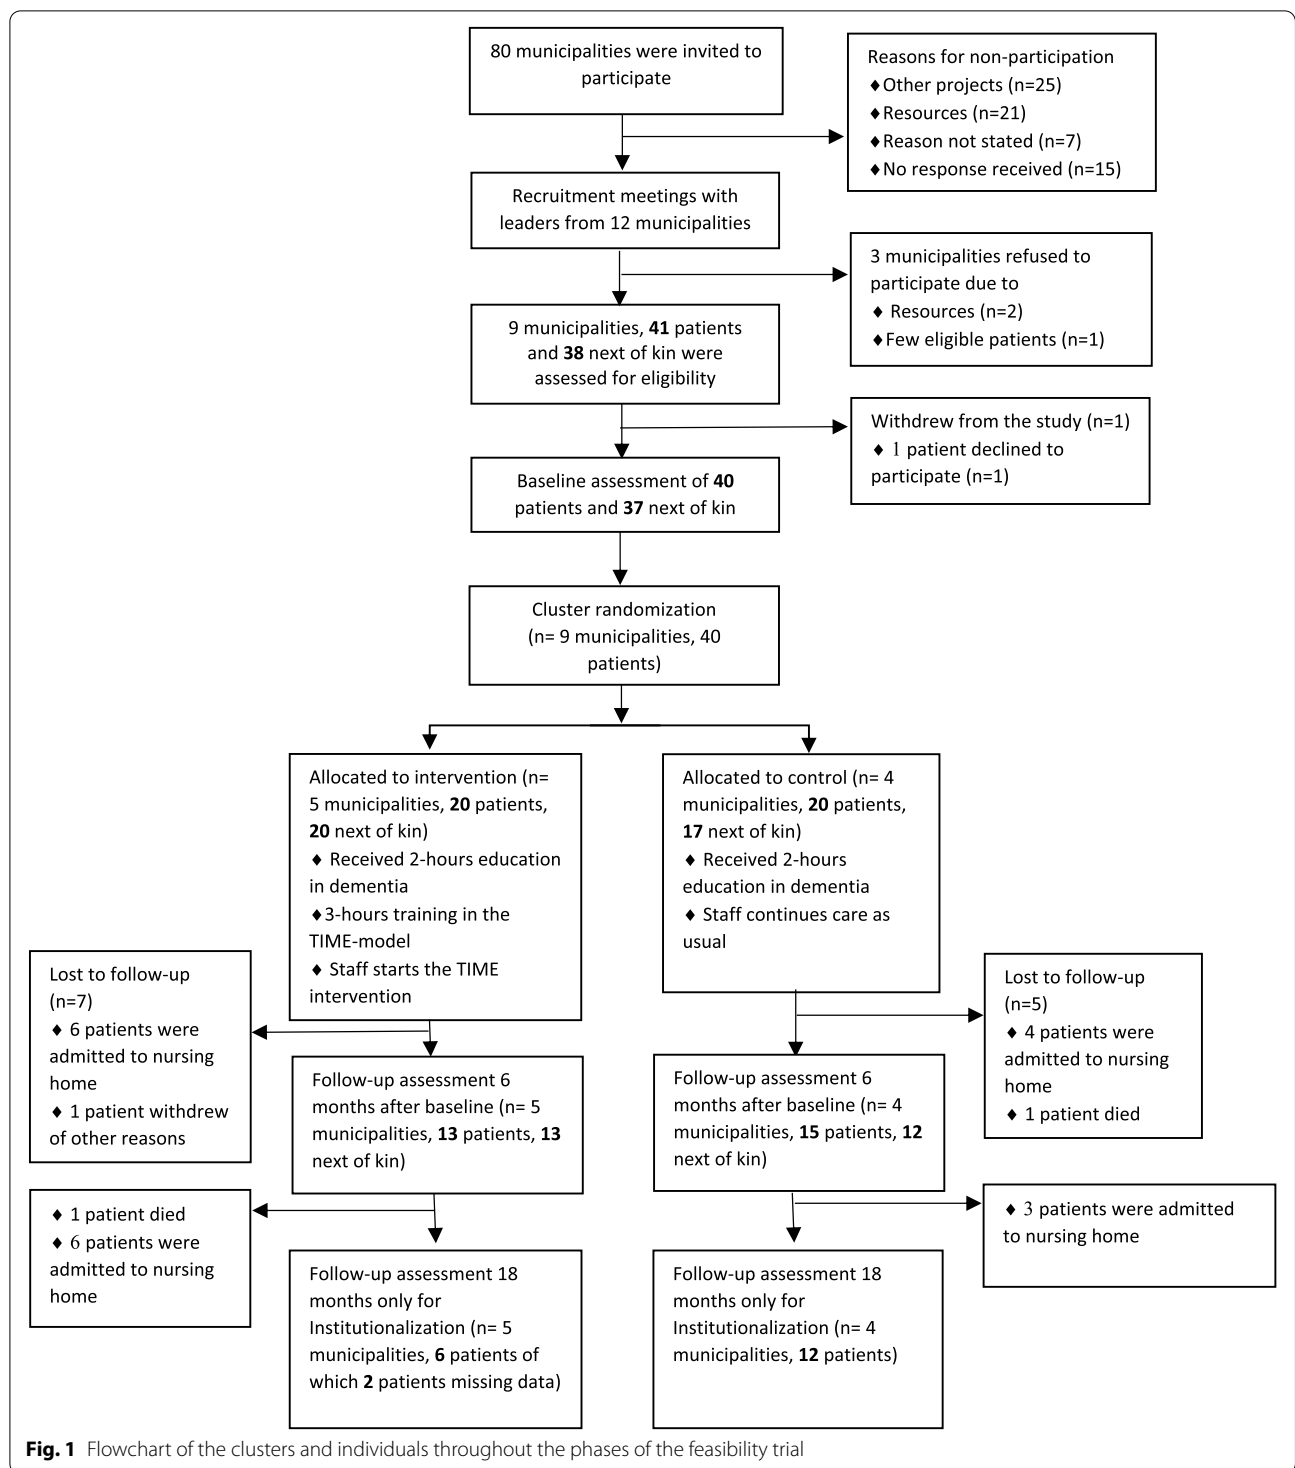 80 municipalities were invited to
participate
Reasons for non-participation
♦Other projects (n=25)
♦Resources (n=21)
♦Reason not stated (n=7)
♦No response received (n=15)
Recruitment meetings with
leaders from 12 municipalities
3 municipalities refused to
participate due to
♦ Resources (n=2)
♦Few eligible patients (n=1)
9 municipalities, 41 patients
and 38 next of kin were
assessed for eligibility
Withdrew from the study (n=1)
♦ 1 patient declined to
participate (n=1)
Baseline assessment of 40
patients and 37 next of kin
Cluster randomization
(n= 9 municipalities, 40
patients)
Allocated to intervention (n=
5 municipalities, 20 patients,
20 next of kin)
♦ Received 2-hours education
in dementia
♦3-hours training in the
TIME-model
♦ Staff starts the TIME
intervention
Allocated to control (n= 4
municipalities, 20 patients,
17 next of kin)
♦ Received 2-hours
education in dementia
♦ Staff continues care as
usual
Lost to follow-up
(n=7)
♦ 6 patients were
admitted to nursing
home
♦ 1 patient withdrew
of other reasons
Lost to follow-up
(n=5)
♦ 4 patients were
admitted to nursing
home
♦ 1 patient died
Follow-up assessment 6
months after baseline (n= 5
municipalities, 13 patients, 13
next of kin)
Follow-up assessment 6
months after baseline (n= 4
municipalities, 15 patients, 12
next of kin)
♦ 1 patient died
♦ 6 patients were
admitted to nursing
home
♦ 3 patients were admitted
to nursing home
Follow-up assessment 18
months only for
Institutionalization (n= 5
municipalities, 6 patients of
which 2 patients missing data)
Follow-up assessment 18
months only for
Institutionalization (n= 4
municipalities, 12 patients)
Fig. 1 Flowchart of the clusters and individuals throughout the phases of the feasibility trial